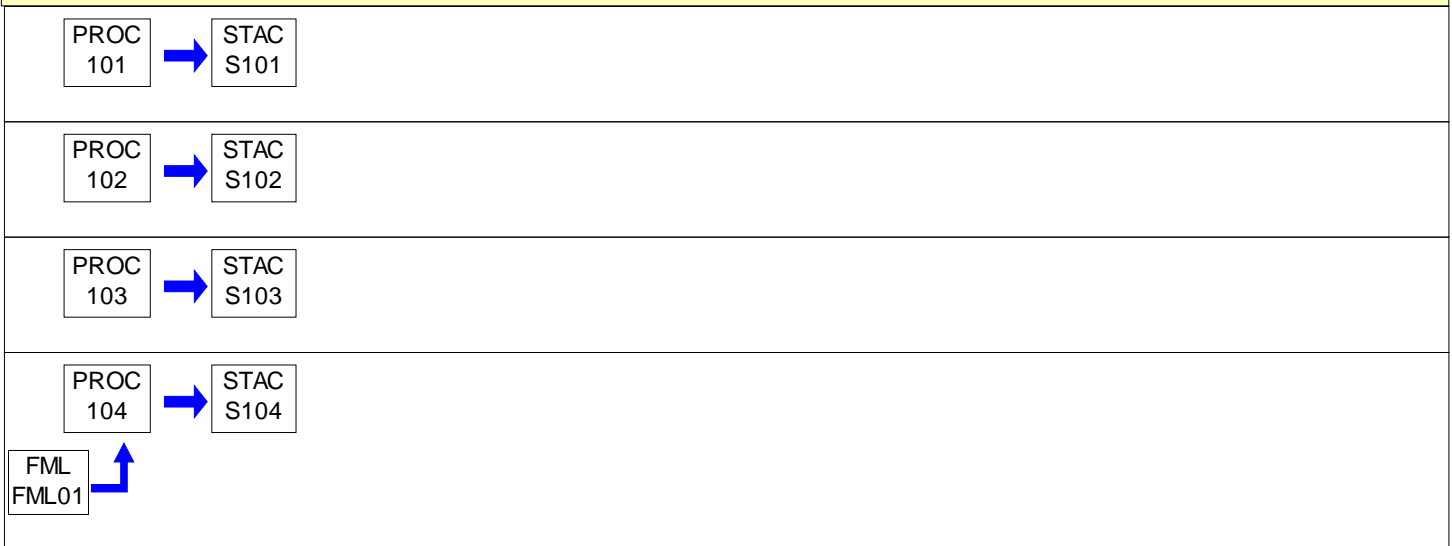 PROC
101
STAC
S101
PROC
102
STAC
S102
PROC
103
STAC
S103
PROC
104
STAC
S104
FML
FML01